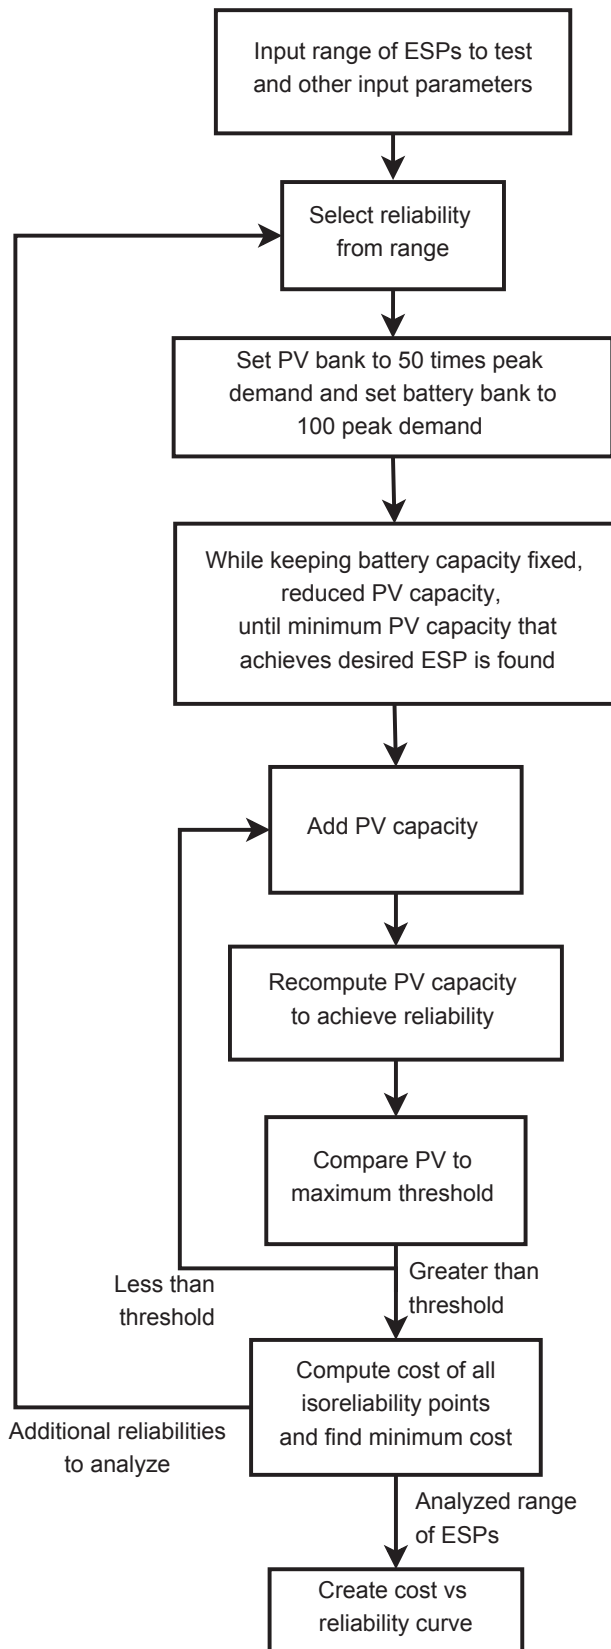 Input range of ESPs to test
and other input parameters
Select reliability
from range
Set PV bank to 50 times peak
demand and set battery bank to
100 peak demand
While keeping battery capacity fixed,
reduced PV capacity,
until minimum PV capacity that
achieves desired ESP is found
Add PV capacity
Recompute PV capacity
to achieve reliability
Compare PV to
maximum threshold
Less than
threshold
Greater than
threshold
Compute cost of all
isoreliability points
and find minimum cost
Additional reliabilities
to analyze
Analyzed range
of ESPs
Create cost vs
reliability curve